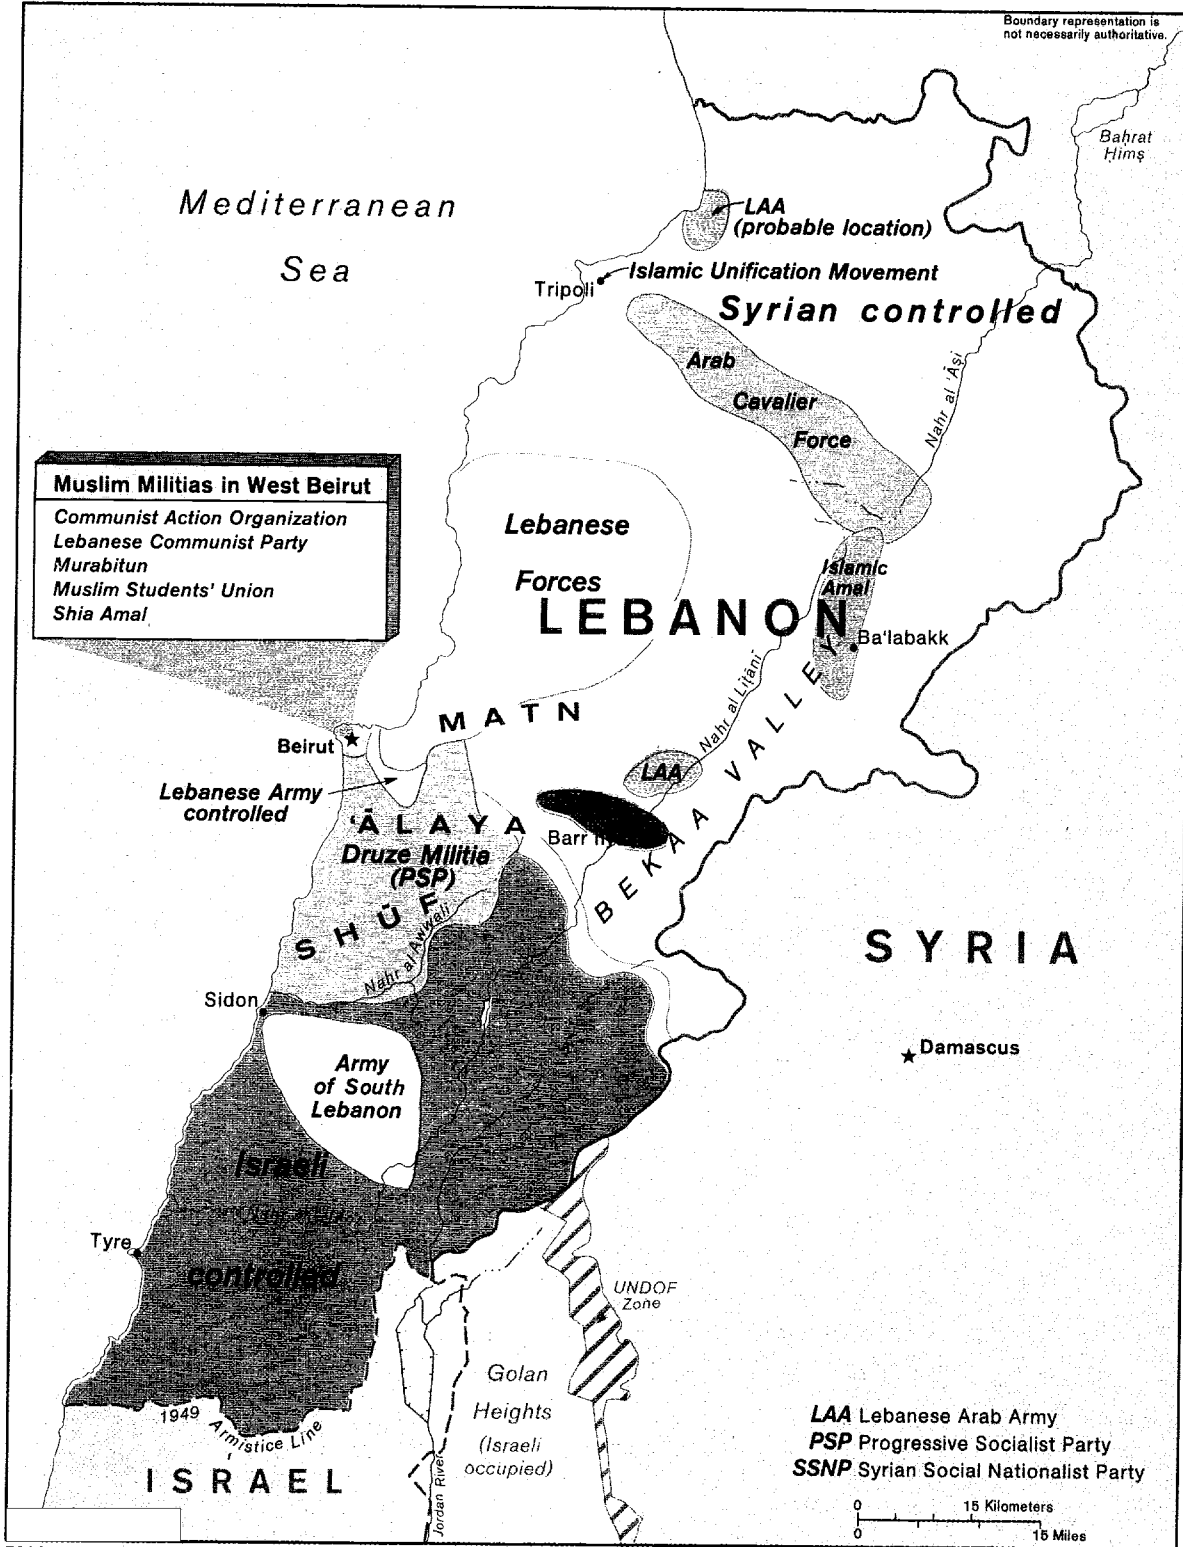 Boundary representation is
not necessarily authoritative.
Baḥrat
Ḥimṣ
Mediterranean
Sea
LAA
(probable location)
Islamic Unification Movement
Tripoli
Syrian controlled
Arab
Cavalier
Force
Nahr al 'Āṣī
Muslim Militias in West Beirut
Communist Action Organization
Lebanese Communist Party
Murabitun
Muslim Students' Union
Shia Amal
Lebanese
Forces
Islamic
Amal
LEBANON
Ba'labakk
Nahr al Līṭānī
MATN
Beirut
BEKAA VALLEY
LAA
Lebanese Army
controlled
'ĀLAYA
Barr
Druze Militia
(PSP)
SHŪF
Nahr al Awwalī
SYRIA
Sidon
Damascus
Army
of South
Lebanon
Israeli
Tyre
controlled
UNDOF
Zone
Golan
Heights
(Israeli
occupied)
1949
Armistice Line
ISRAEL
Jordan River
LAA Lebanese Arab Army
PSP Progressive Socialist Party
SSNP Syrian Social Nationalist Party
0 15 Kilometers
0 15 Miles